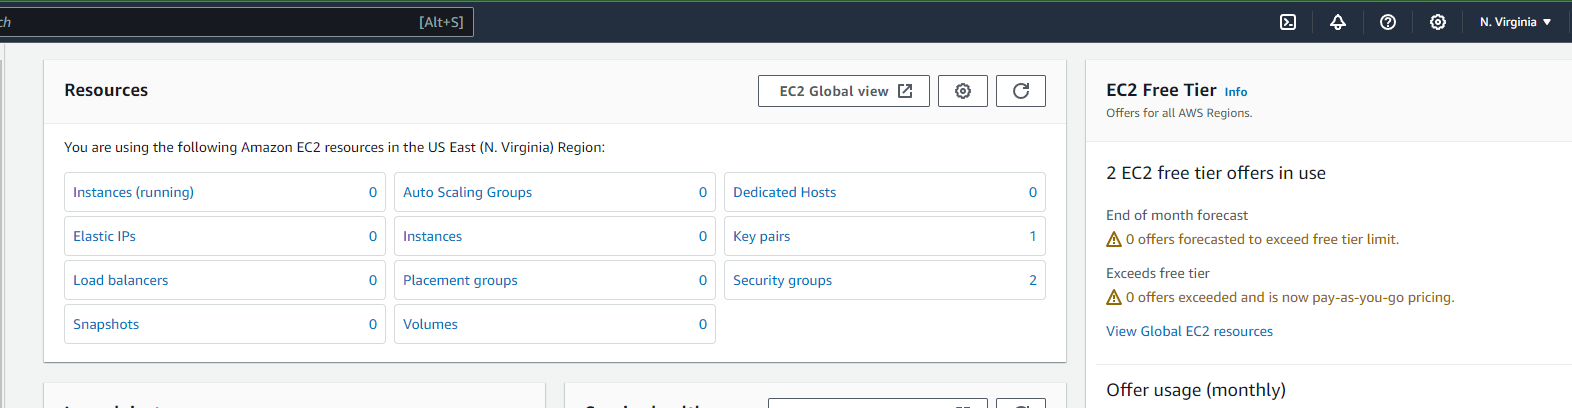 [Alt+S]
N. Virginia
Resources
EC2 Global view
You are using the following Amazon EC2 resources in the US East (N. Virginia) Region:
Instances (running) 0
Auto Scaling Groups 0
Dedicated Hosts 0
Elastic IPs 0
Instances 0
Key pairs 1
Load balancers 0
Placement groups 0
Security groups 2
Snapshots 0
Volumes 0
EC2 Free Tier Info
Offers for all AWS Regions.
2 EC2 free tier offers in use
End of month forecast
0 offers forecasted to exceed free tier limit.
Exceeds free tier
0 offers exceeded and is now pay-as-you-go pricing.
View Global EC2 resources
Offer usage (monthly)